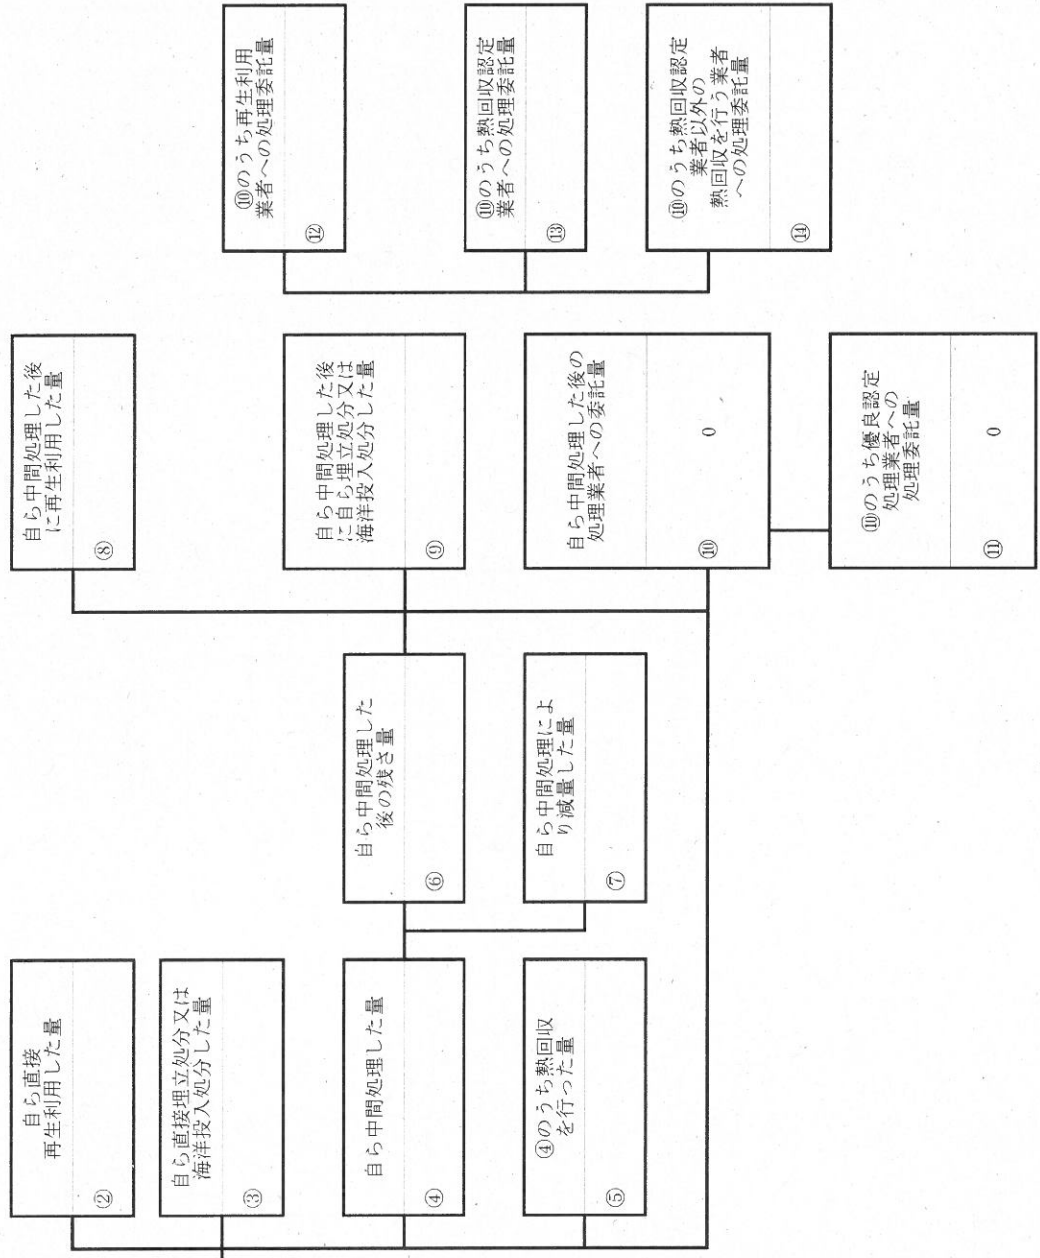 自ら直接
再生利用した量
②
自ら直接埋立処分又は
海洋投入処分した量
③
自ら中間処理した量
④
④のうち熱回収
を行った量
⑤
自ら中間処理した
後の残さ量
⑥
自ら中間処理によ
り減量した量
⑦
自ら中間処理した後
に再生利用した量
⑧
自ら中間処理した後
に自ら埋立処分又は
海洋投入処分した量
⑨
自ら中間処理した後の
処理業者への委託量
⑩
0
⑩のうち優良認定
処理業者への
処理委託量
⑪
0
⑩のうち再生利用
業者への処理委託量
⑫
⑩のうち熱回収認定
業者への処理委託量
⑬
⑩のうち熱回収認定
業者以外の
熱回収を行う業者
への処理委託量
⑭